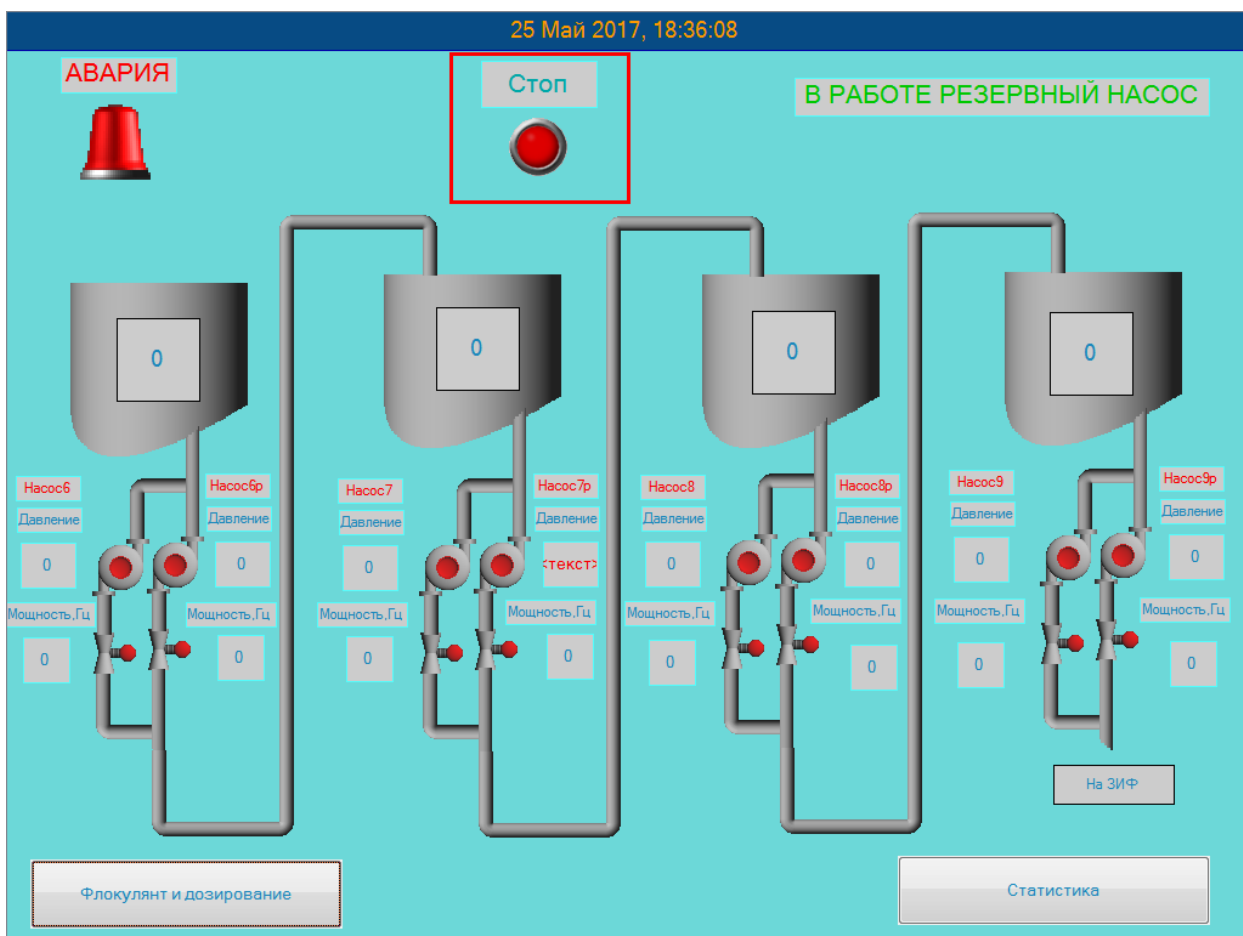 25 Май 2017, 18:36:08
АВАРИЯ
Стоп
В РАБОТЕ РЕЗЕРВНЫЙ НАСОС
0
0
0
0
Насос6
Насос6р
Насос7
Насос7р
Насос8
Насос8р
Насос9
Насос9р
Давление
Давление
Давление
Давление
Давление
Давление
Давление
Давление
0
0
0
<текст>
0
0
0
0
Мощность,Гц
Мощность,Гц
Мощность,Гц
Мощность,Гц
Мощность,Гц
Мощность,Гц
Мощность,Гц
Мощность,Гц
0
0
0
0
0
0
0
0
На ЗИФ
Флокулянт и дозирование
Статистика